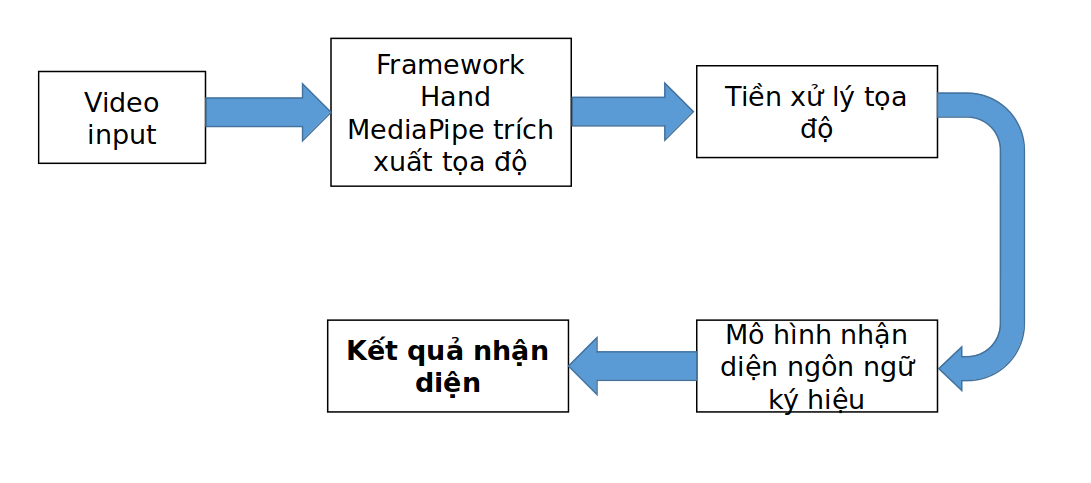 Video
input
Framework
Hand
MediaPipe trích
xuất tọa độ
Tiền xử lý tọa
độ
Mô hình nhận
diện ngôn ngữ
ký hiệu
Kết quả nhận
diện